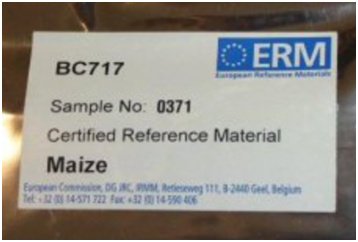 ERM
European Reference Materials
BC717
Sample No: 0371
Certified Reference Material
Maize
European Commission, DG JRC, IRMM, Retieseweg 111, B-2440 Geel, Belgium
Tel: +32 (0) 14-571 722 Fax: +32 (0) 14-590 406